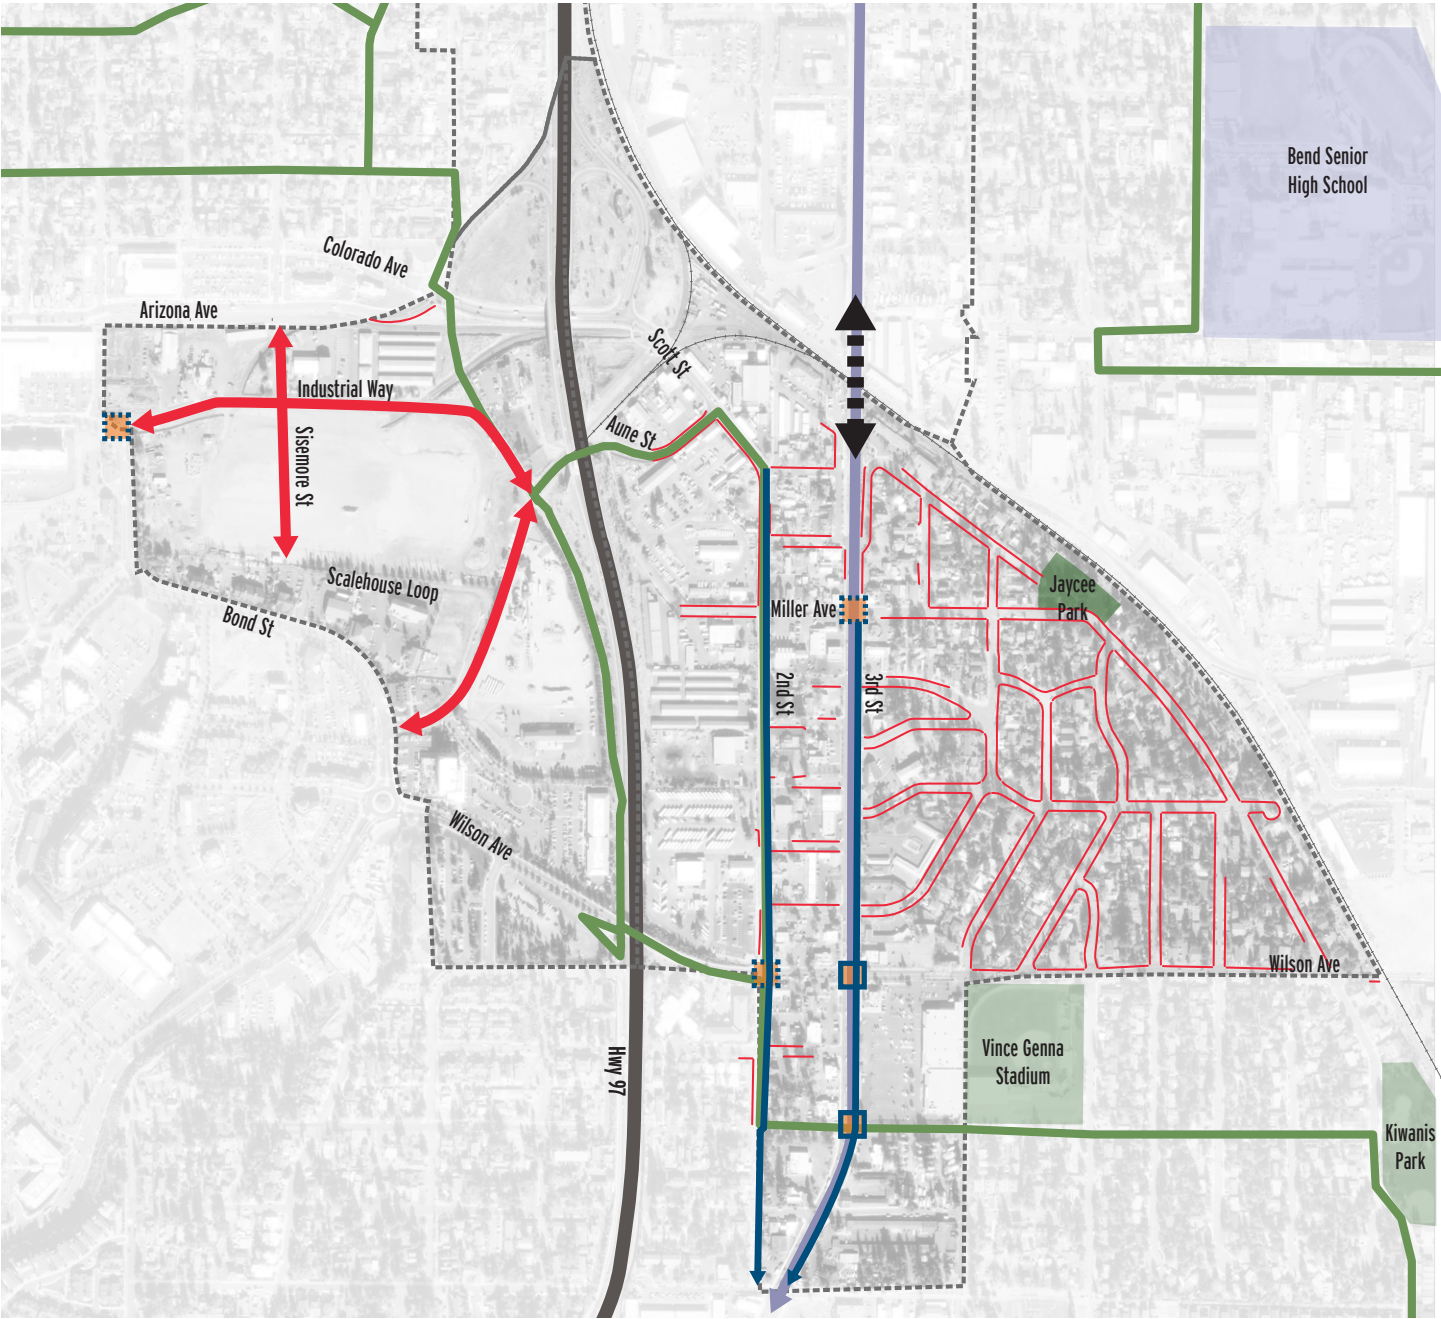 Bend Senior
High School
Colorado Ave
Arizona Ave
Scott St
Industrial Way
Aune St
Sisemore St
Scalehouse Loop
Jaycee
Park
Miller Ave
Bond St
2nd St
3rd St
Wilson Ave
Wilson Ave
Vince Genna
Stadium
Hwy 97
Kiwanis
Park